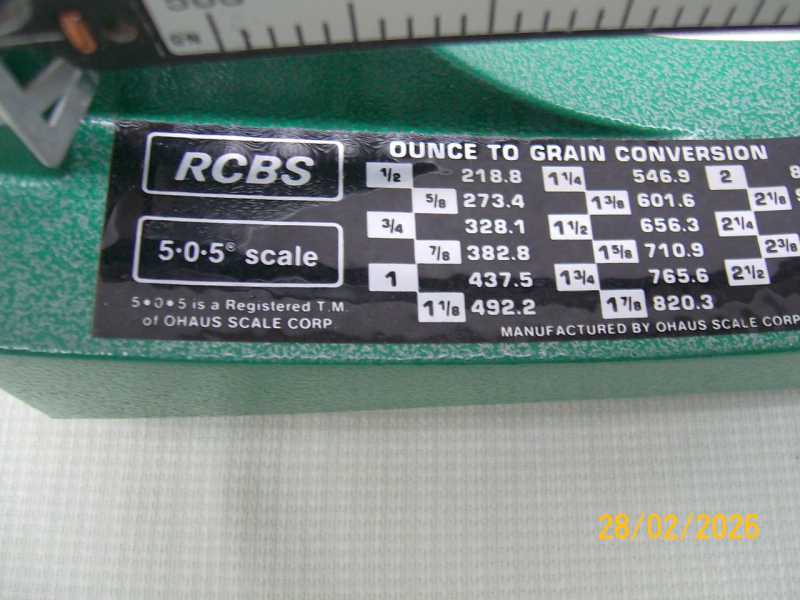 500
GN
RCBS
5·0·5® scale
5•0•5 is a Registered T.M.
of OHAUS SCALE CORP.
OUNCE TO GRAIN CONVERSION
1/2 218.8 1 1/4 546.9 2
5/8 273.4 1 3/8 601.6 2 1/8
3/4 328.1 1 1/2 656.3 2 1/4
7/8 382.8 1 5/8 710.9 2 3/8
1 437.5 1 3/4 765.6 2 1/2
1 1/8 492.2 1 7/8 820.3
MANUFACTURED BY OHAUS SCALE CORP
28/02/2026